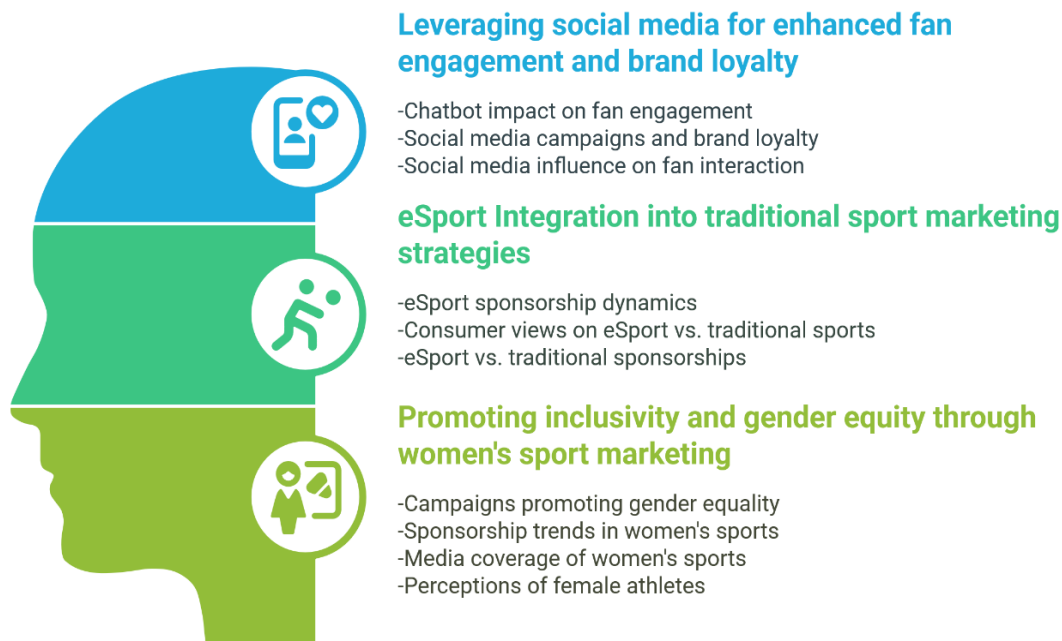 Leveraging social media for enhanced fan
engagement and brand loyalty
-Chatbot impact on fan engagement
-Social media campaigns and brand loyalty
-Social media influence on fan interaction
eSport Integration into traditional sport marketing
strategies
-eSport sponsorship dynamics
-Consumer views on eSport vs. traditional sports
-eSport vs. traditional sponsorships
Promoting inclusivity and gender equity through
women's sport marketing
-Campaigns promoting gender equality
-Sponsorship trends in women's sports
-Media coverage of women's sports
-Perceptions of female athletes